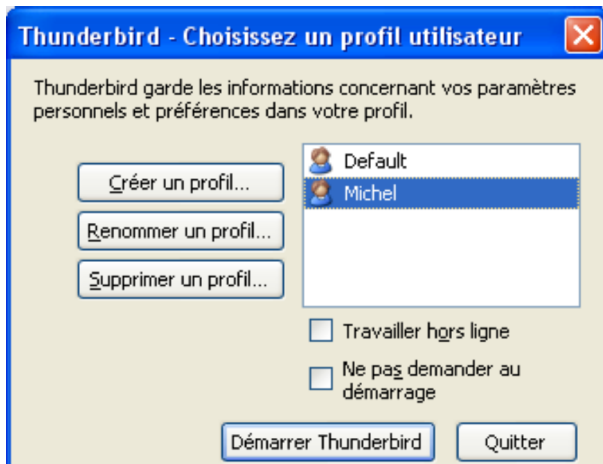 Thunderbird - Choisissez un profil utilisateur
Thunderbird garde les informations concernant vos paramètres
personnels et préférences dans votre profil.
Créer un profil...
Renommer un profil...
Supprimer un profil...
Default
Michel
Travailler hors ligne
Ne pas demander au
démarrage
Démarrer Thunderbird
Quitter